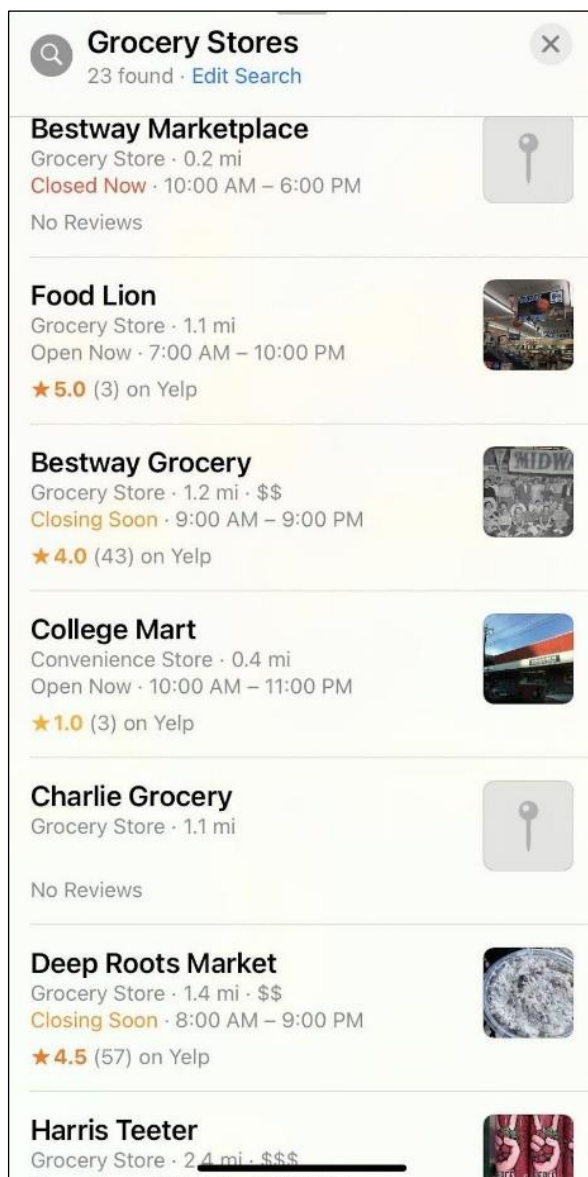 Grocery Stores
23 found · Edit Search
Bestway Marketplace
Grocery Store · 0.2 mi
Closed Now · 10:00 AM – 6:00 PM
No Reviews
Food Lion
Grocery Store · 1.1 mi
Open Now · 7:00 AM – 10:00 PM
★5.0 (3) on Yelp
Bestway Grocery
Grocery Store · 1.2 mi · $$
Closing Soon · 9:00 AM – 9:00 PM
★4.0 (43) on Yelp
MIDWA
College Mart
Convenience Store · 0.4 mi
Open Now · 10:00 AM – 11:00 PM
★1.0 (3) on Yelp
Charlie Grocery
Grocery Store · 1.1 mi
No Reviews
Deep Roots Market
Grocery Store · 1.4 mi · $$
Closing Soon · 8:00 AM – 9:00 PM
★4.5 (57) on Yelp
Harris Teeter
Grocery Store · 2.4 mi · $$$